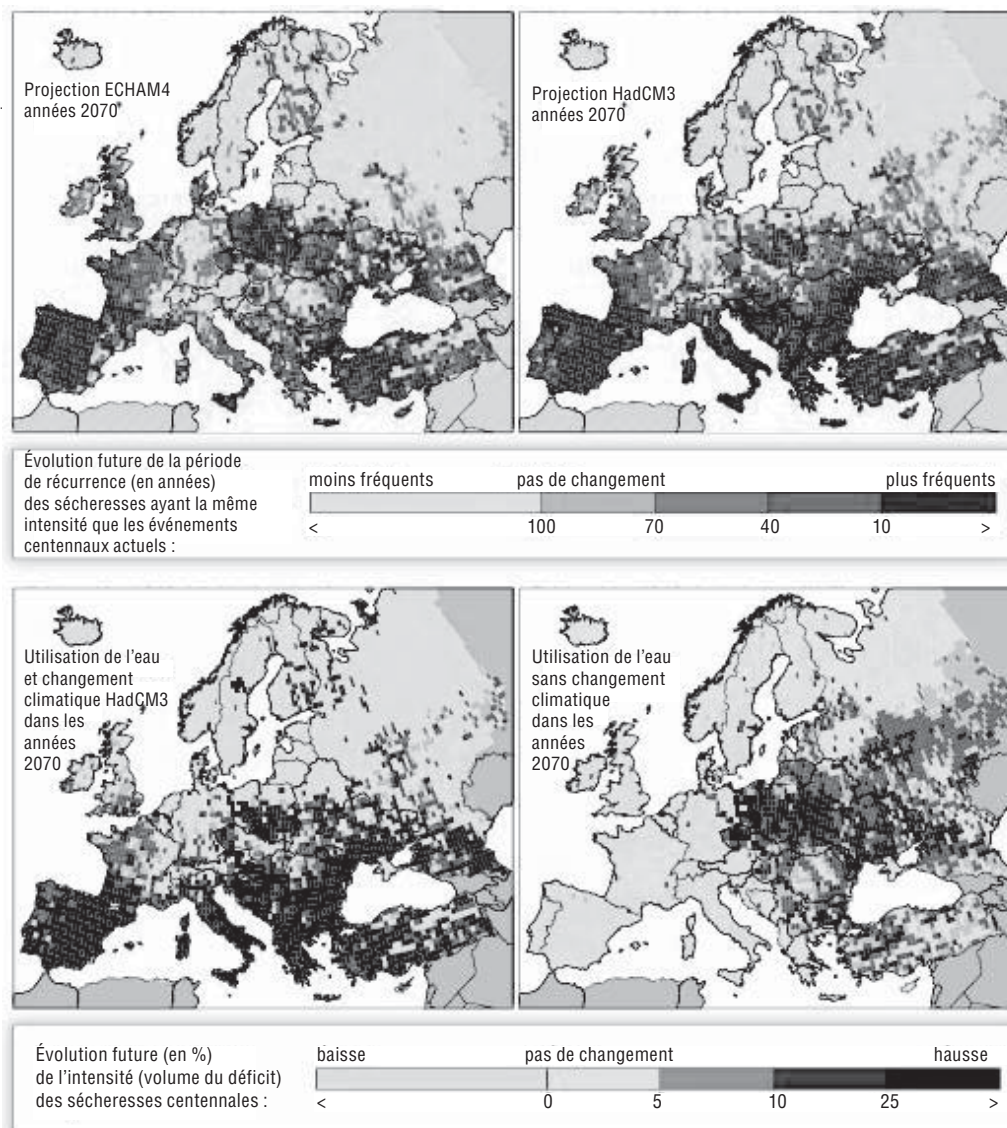 Projection ECHAM4
années 2070
Projection HadCM3
années 2070
Évolution future de la période
de récurrence (en années)
des sécheresses ayant la même
intensité que les événements
centennaux actuels :
moins fréquents pas de changement plus fréquents
< 100 70 40 10 >
Utilisation de l'eau
et changement
climatique HadCM3
dans les
années
2070
Utilisation de l'eau
sans changement
climatique
dans les
années
2070
Évolution future (en %)
de l'intensité (volume du déficit)
des sécheresses centennales :
baisse pas de changement hausse
< 0 5 10 25 >